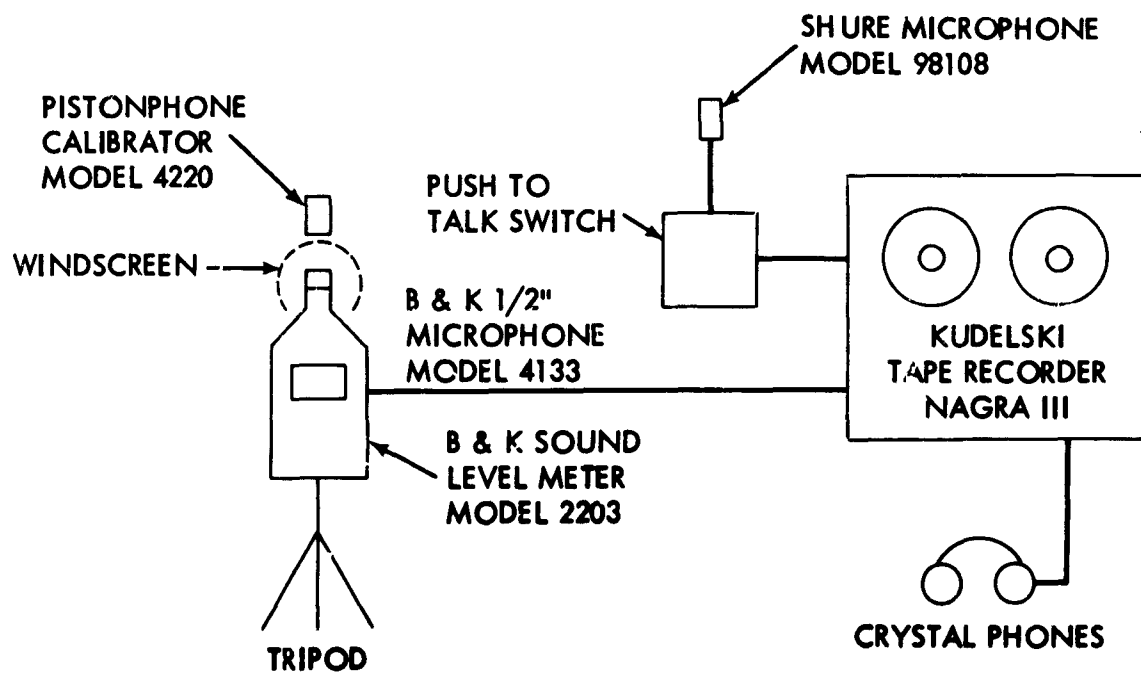 SHURE MICROPHONE
MODEL 98108
PISTONPHONE
CALIBRATOR
MODEL 4220
PUSH TO
TALK SWITCH
WINDSCREEN
B & K 1/2"
MICROPHONE
MODEL 4133
KUDELSKI
TAPE RECORDER
NAGRA III
B & K SOUND
LEVEL METER
MODEL 2203
TRIPOD
CRYSTAL PHONES